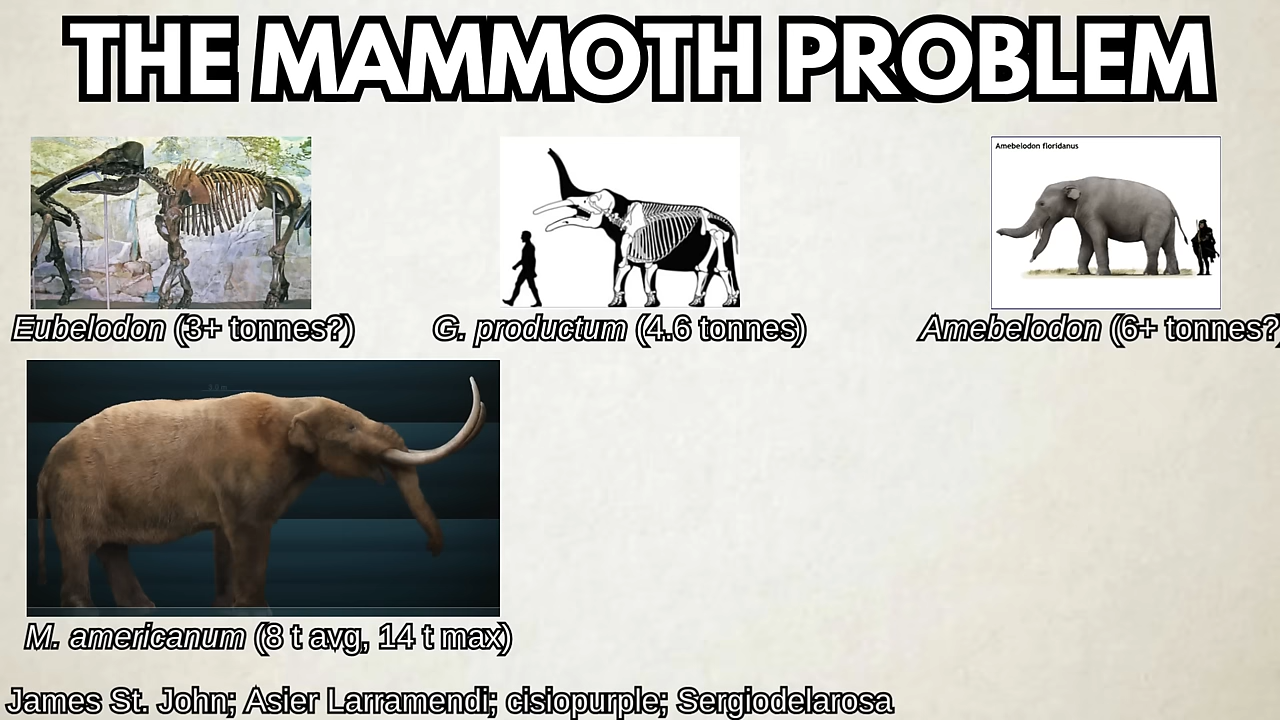 THE MAMMOTH PROBLEM
Amebelodon floridanus
Eubelodon (3+ tonnes?)
G. productum (4.6 tonnes)
Amebelodon (6+ tonnes?)
M. americanum (8 t avg, 14 t max)
James St. John; Asier Larramendi; cisiopurple; Sergiodelarosa